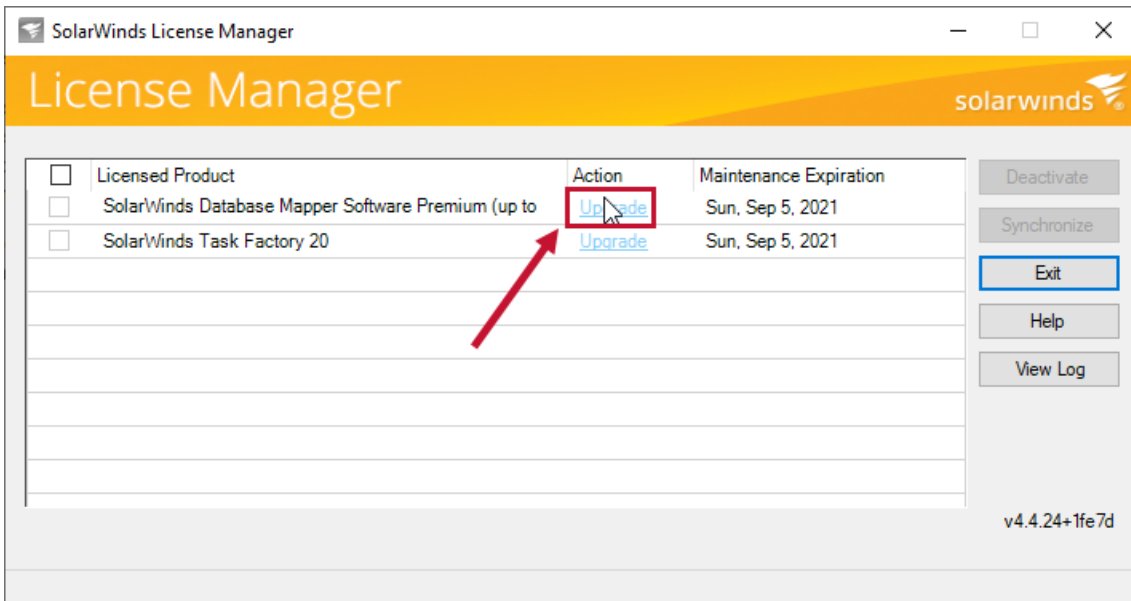 SolarWinds License Manager
License Manager
solarwinds
Licensed Product Action Maintenance Expiration
SolarWinds Database Mapper Software Premium (up to Upgrade Sun, Sep 5, 2021
SolarWinds Task Factory 20 Upgrade Sun, Sep 5, 2021
Deactivate
Synchronize
Exit
Help
View Log
v4.4.24+1fe7d